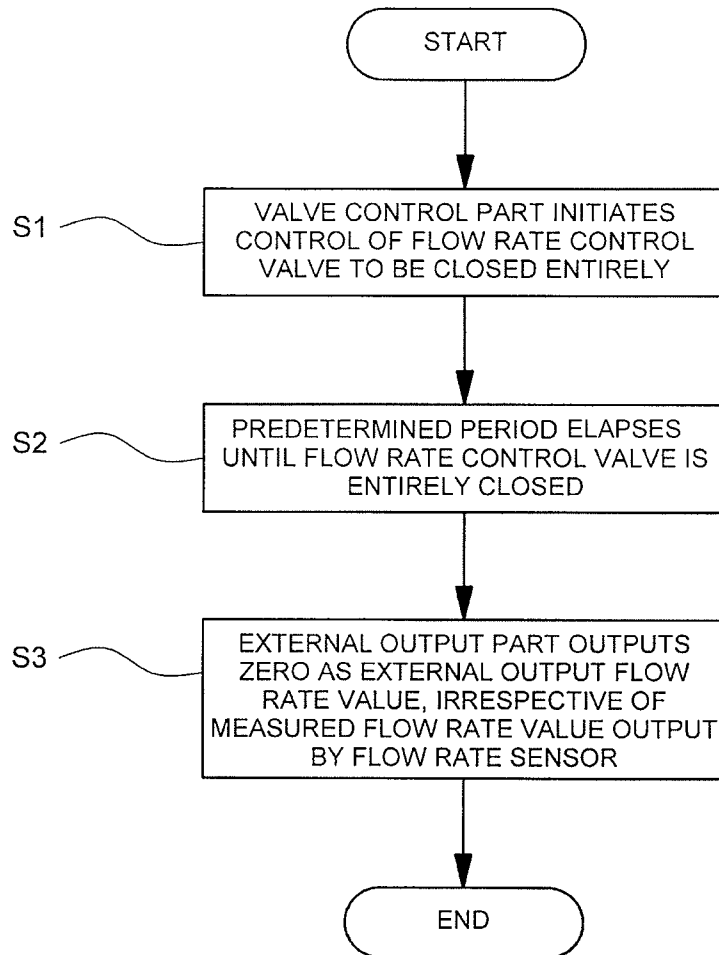 START
S1
VALVE CONTROL PART INITIATES
CONTROL OF FLOW RATE CONTROL
VALVE TO BE CLOSED ENTIRELY
S2
PREDETERMINED PERIOD ELAPSES
UNTIL FLOW RATE CONTROL VALVE IS
ENTIRELY CLOSED
S3
EXTERNAL OUTPUT PART OUTPUTS
ZERO AS EXTERNAL OUTPUT FLOW
RATE VALUE, IRRESPECTIVE OF
MEASURED FLOW RATE VALUE OUTPUT
BY FLOW RATE SENSOR
END